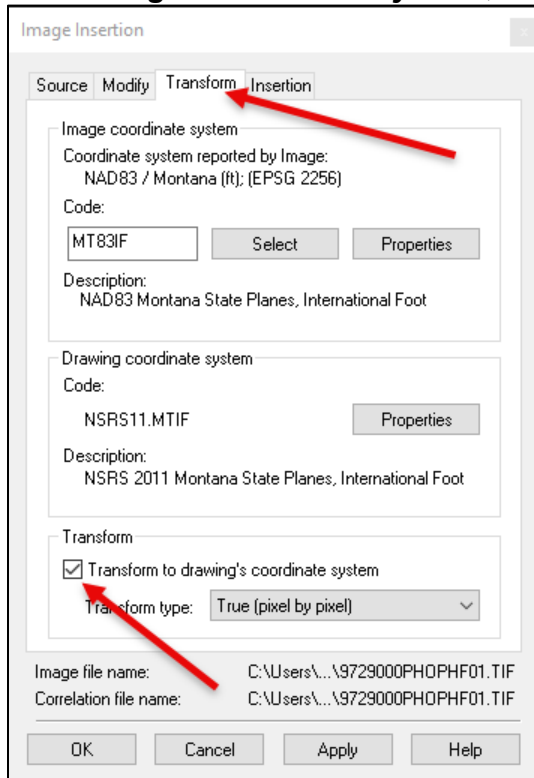 Image Insertion
x
Source Modify Transform Insertion
Image coordinate system
Coordinate system reported by Image:
NAD83 / Montana (ft); (EPSG 2256)
Code:
MT83IF Select Properties
Description:
NAD83 Montana State Planes, International Foot
Drawing coordinate system
Code:
NSRS11.MTIF Properties
Description:
NSRS 2011 Montana State Planes, International Foot
Transform
Transform to drawing's coordinate system
Transform type: True (pixel by pixel)
Image file name: C:\Users\...\9729000PHOPHF01.TIF
Correlation file name: C:\Users\...\9729000PHOPHF01.TIF
OK Cancel Apply Help